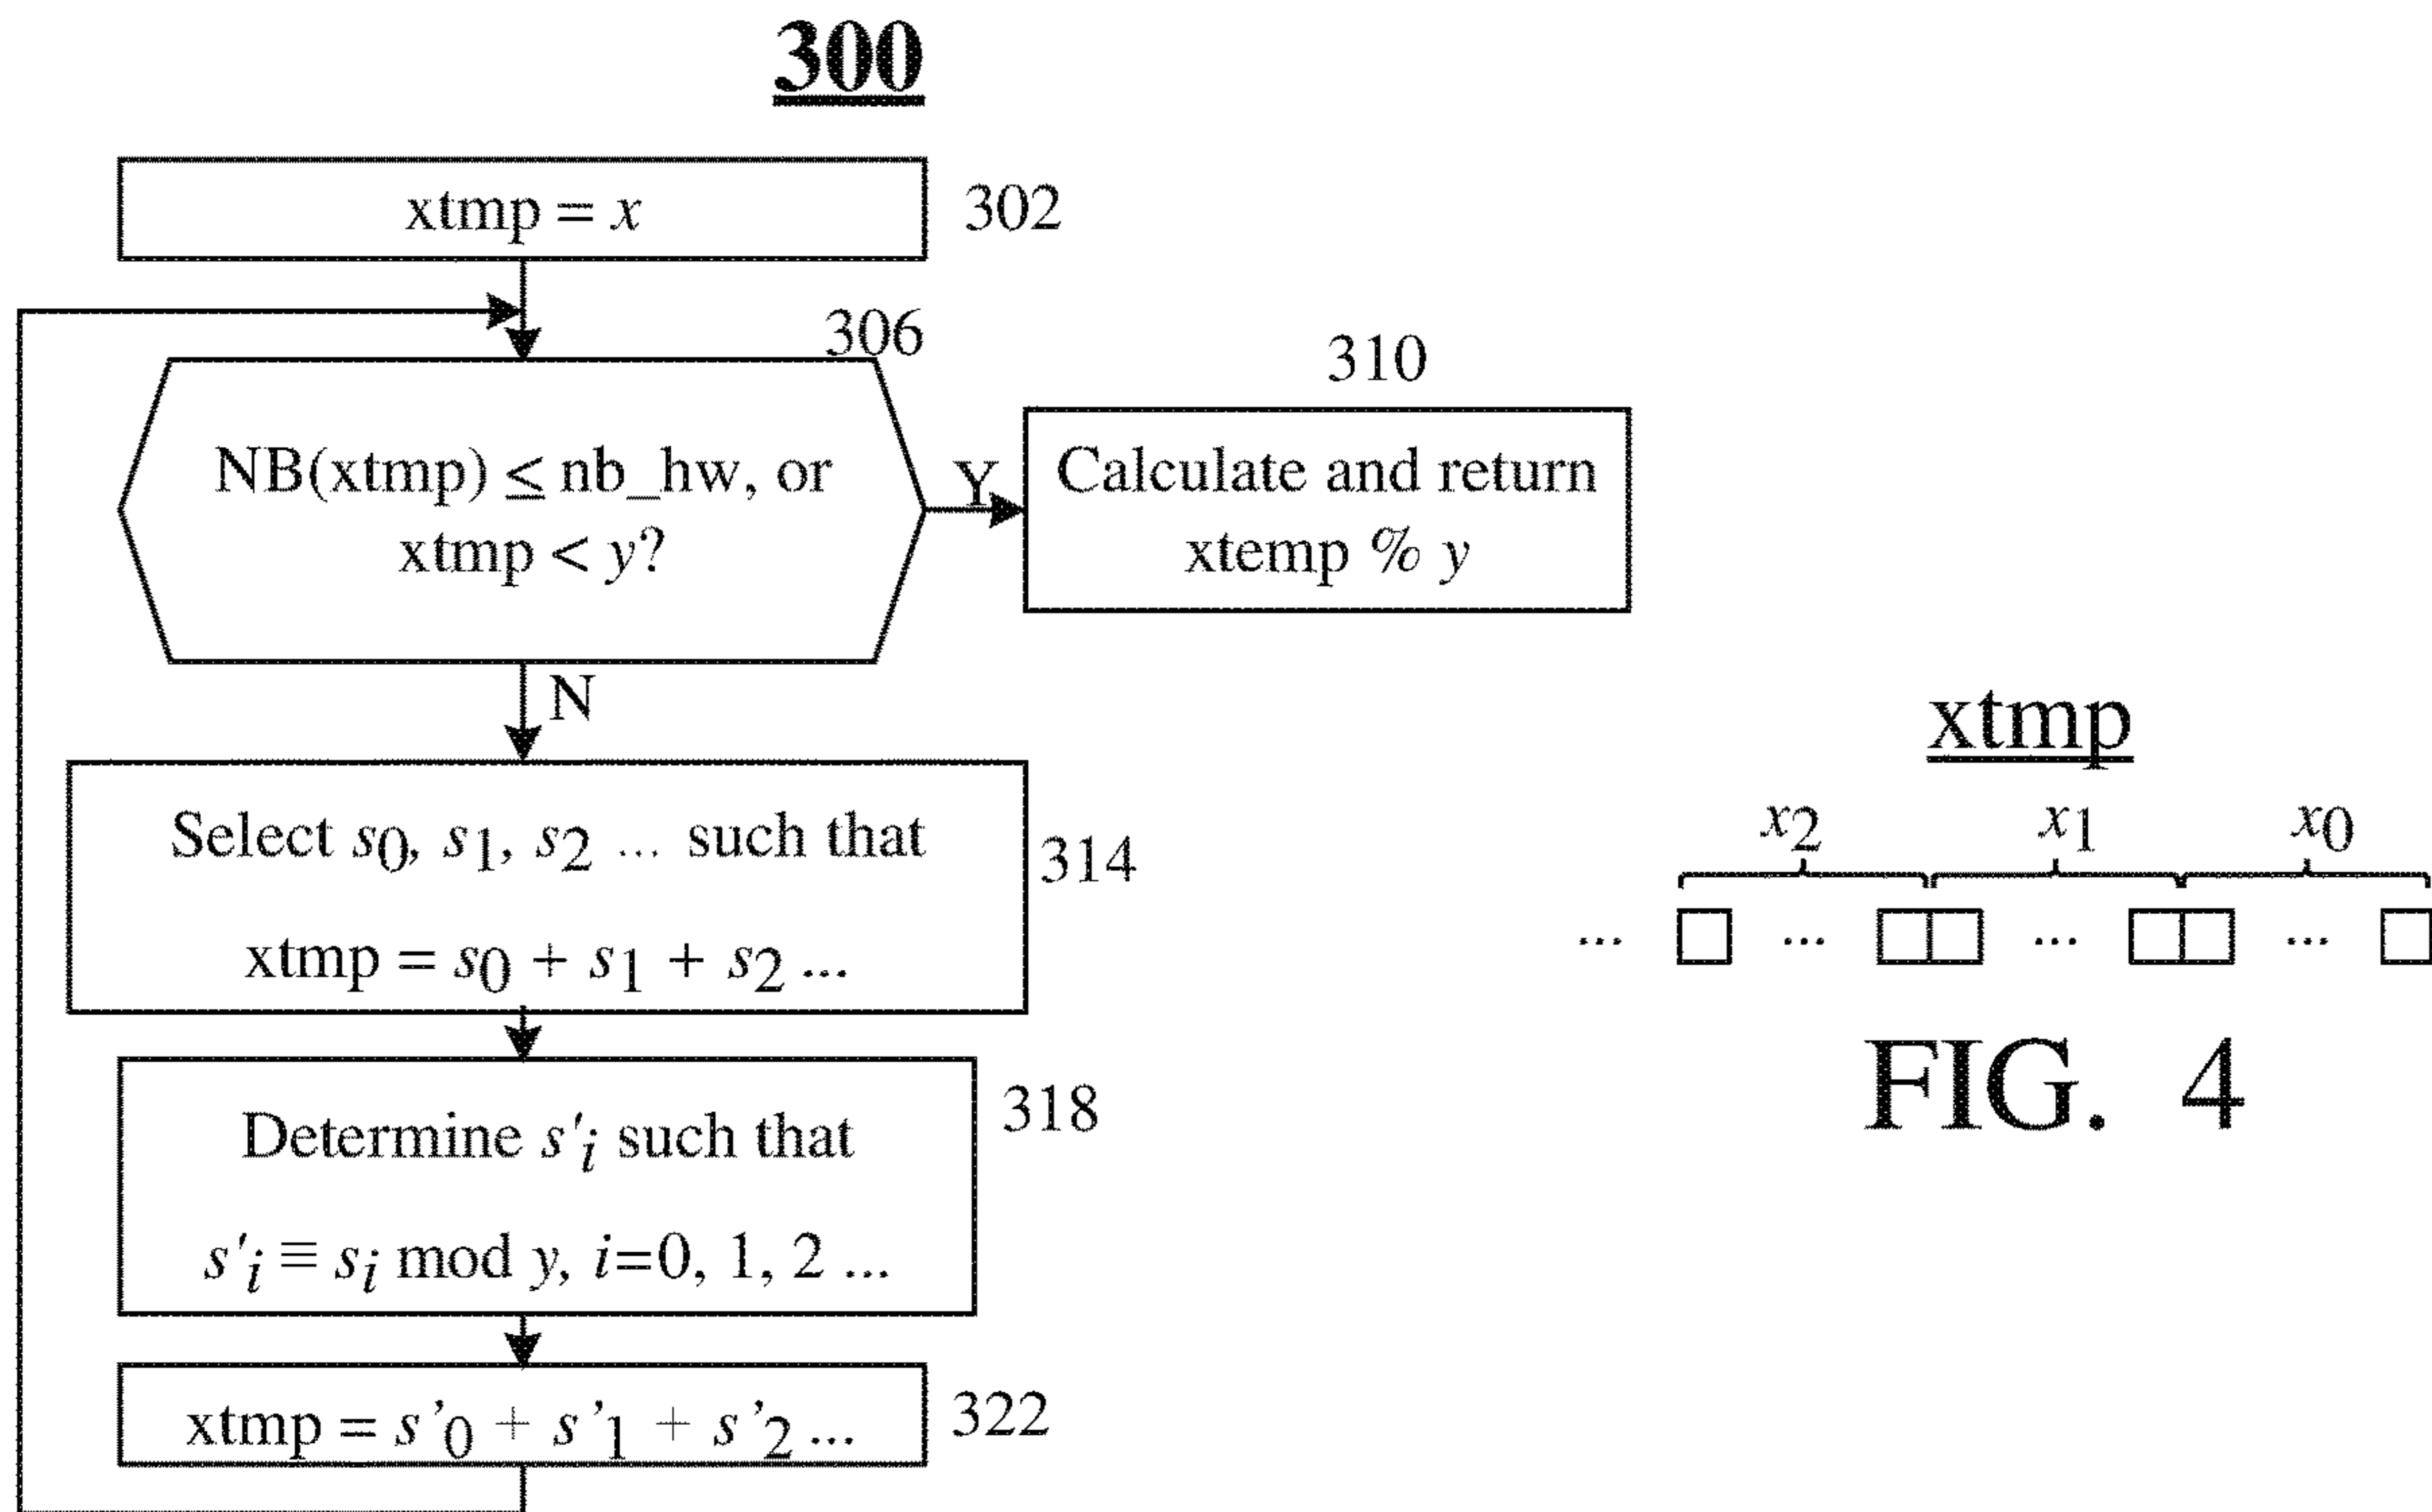 300
xtmp = x
302
306
NB(xtmp) ≤ nb_hw, or
xtmp < y?
Y
310
Calculate and return
xtemp % y
N
Select s0, s1, s2 ... such that
xtmp = s0 + s1 + s2 ...
314
Determine s'i such that
s'i ≡ si mod y, i=0, 1, 2 ...
318
xtmp = s’0 + s’1 + s’2 ...
322
xtmp
x2 x1 x0
... ... ... ...
FIG. 4